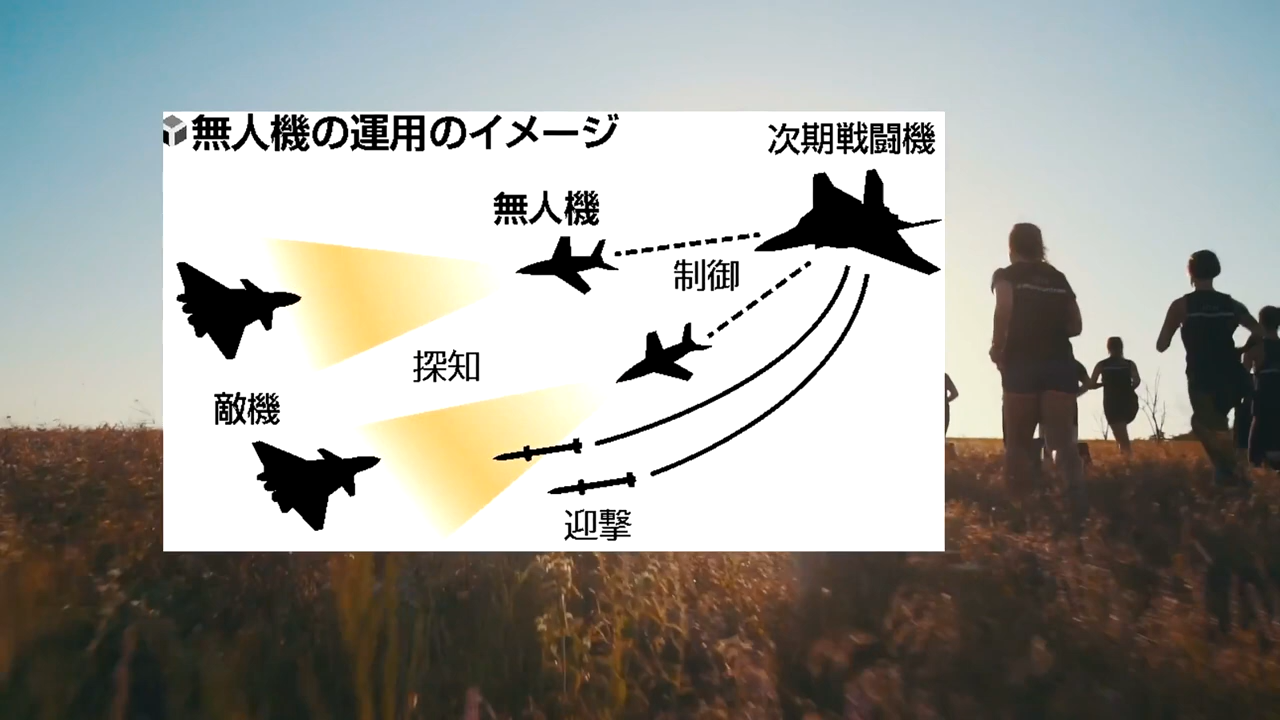 無人機の運用のイメージ
次期戦闘機
無人機
制御
探知
敵機
迎撃